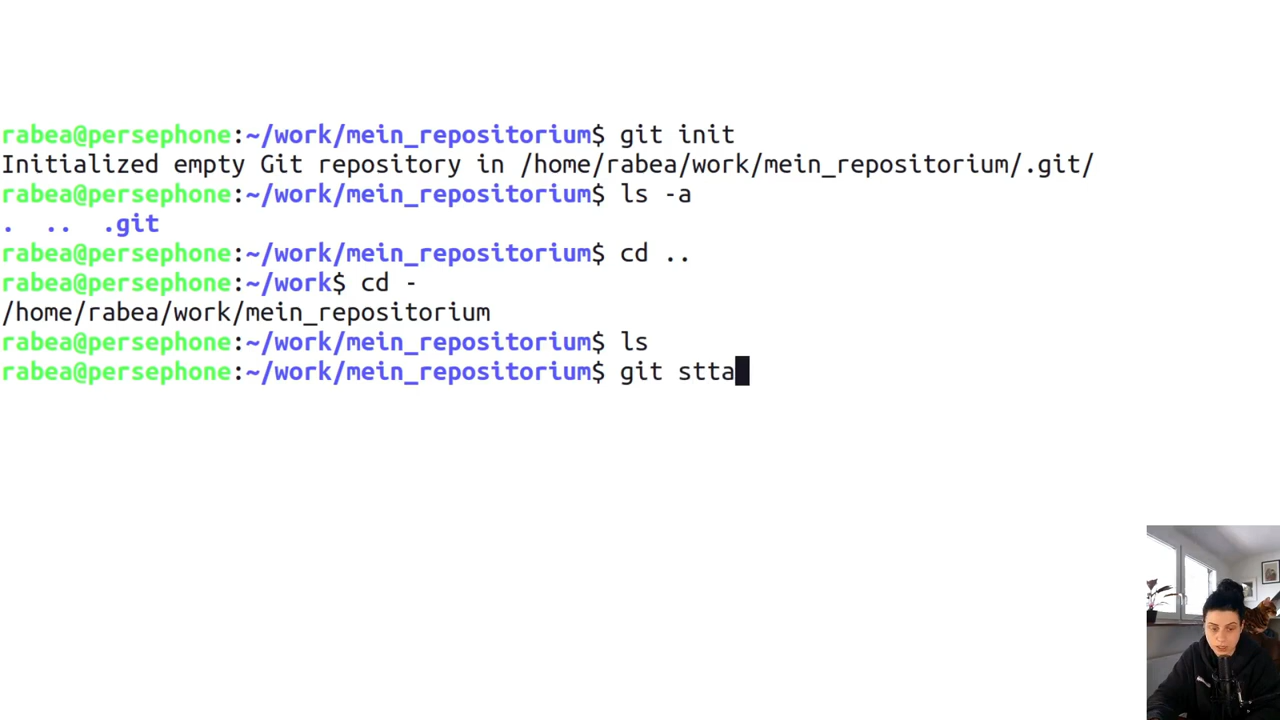 rabea@persephone:~/work/mein_repositorium$ git init
Initialized empty Git repository in /home/rabea/work/mein_repositorium/.git/
rabea@persephone:~/work/mein_repositorium$ ls -a
. .. .git
rabea@persephone:~/work/mein_repositorium$ cd ..
rabea@persephone:~/work$ cd -
/home/rabea/work/mein_repositorium
rabea@persephone:~/work/mein_repositorium$ ls
rabea@persephone:~/work/mein_repositorium$ git stta